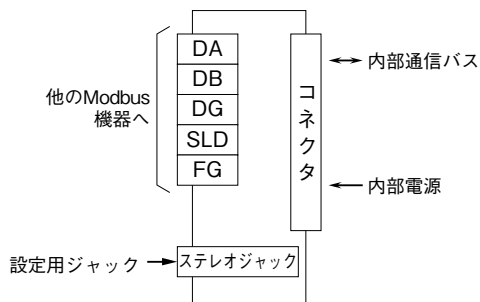 他のModbus
機器へ
DA
DB
DG
SLD
FG
コネクタ
内部通信バス
内部電源
設定用ジャック
ステレオジャック